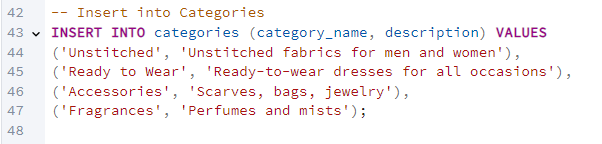 42 -- Insert into Categories
43 INSERT INTO categories (category_name, description) VALUES
44 ('Unstitched', 'Unstitched fabrics for men and women'),
45 ('Ready to Wear', 'Ready-to-wear dresses for all occasions'),
46 ('Accessories', 'Scarves, bags, jewelry'),
47 ('Fragrances', 'Perfumes and mists');
48